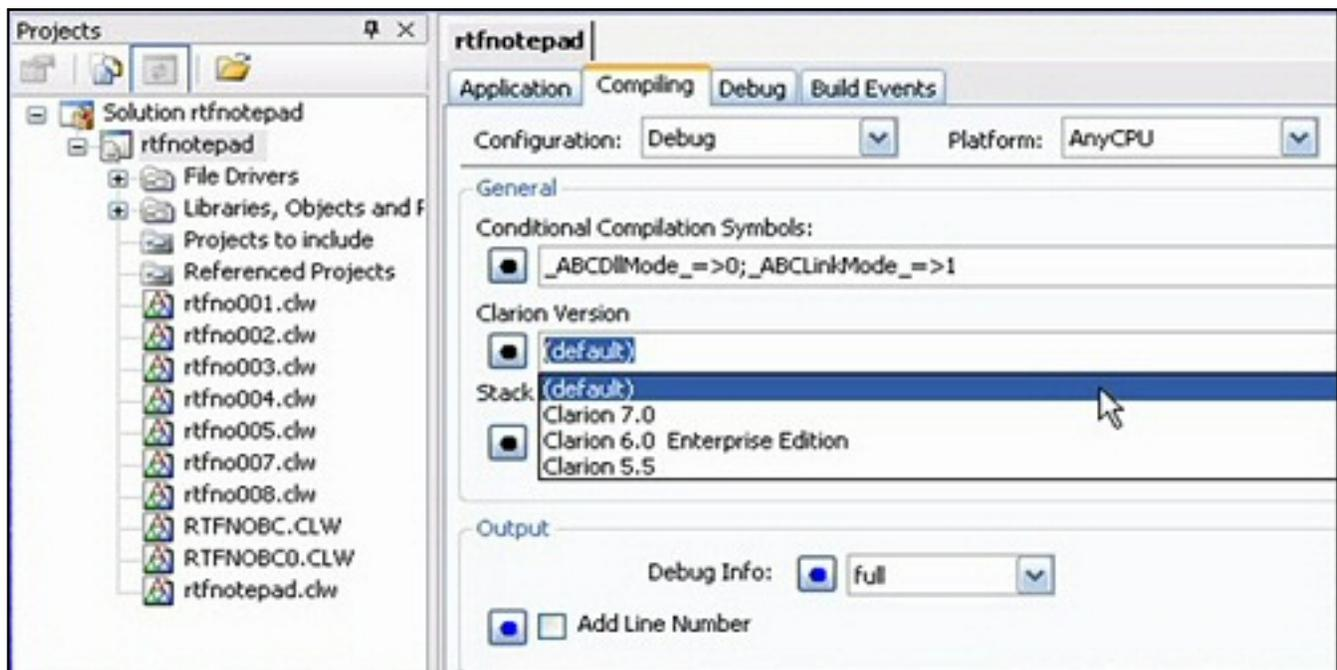 Projects
Solution rtfnotepad
rtfnotepad
File Drivers
Libraries, Objects and
Projects to include
Referenced Projects
rtfno001.clw
rtfno002.clw
rtfno003.clw
rtfno004.clw
rtfno005.clw
rtfno007.clw
rtfno008.clw
RTFNOBC.CLW
RTFNOBC0.CLW
rtfnotepad.clw
rtfnotepad
Application Compiling Debug Build Events
Configuration: Debug Platform: AnyCPU
General
Conditional Compilation Symbols:
_ABCDllMode_=>0;_ABCLinkMode_=>1
Clarion Version
(default)
Stack (default)
Clarion 7.0
Clarion 6.0 Enterprise Edition
Clarion 5.5
Output
Debug Info: full
Add Line Number